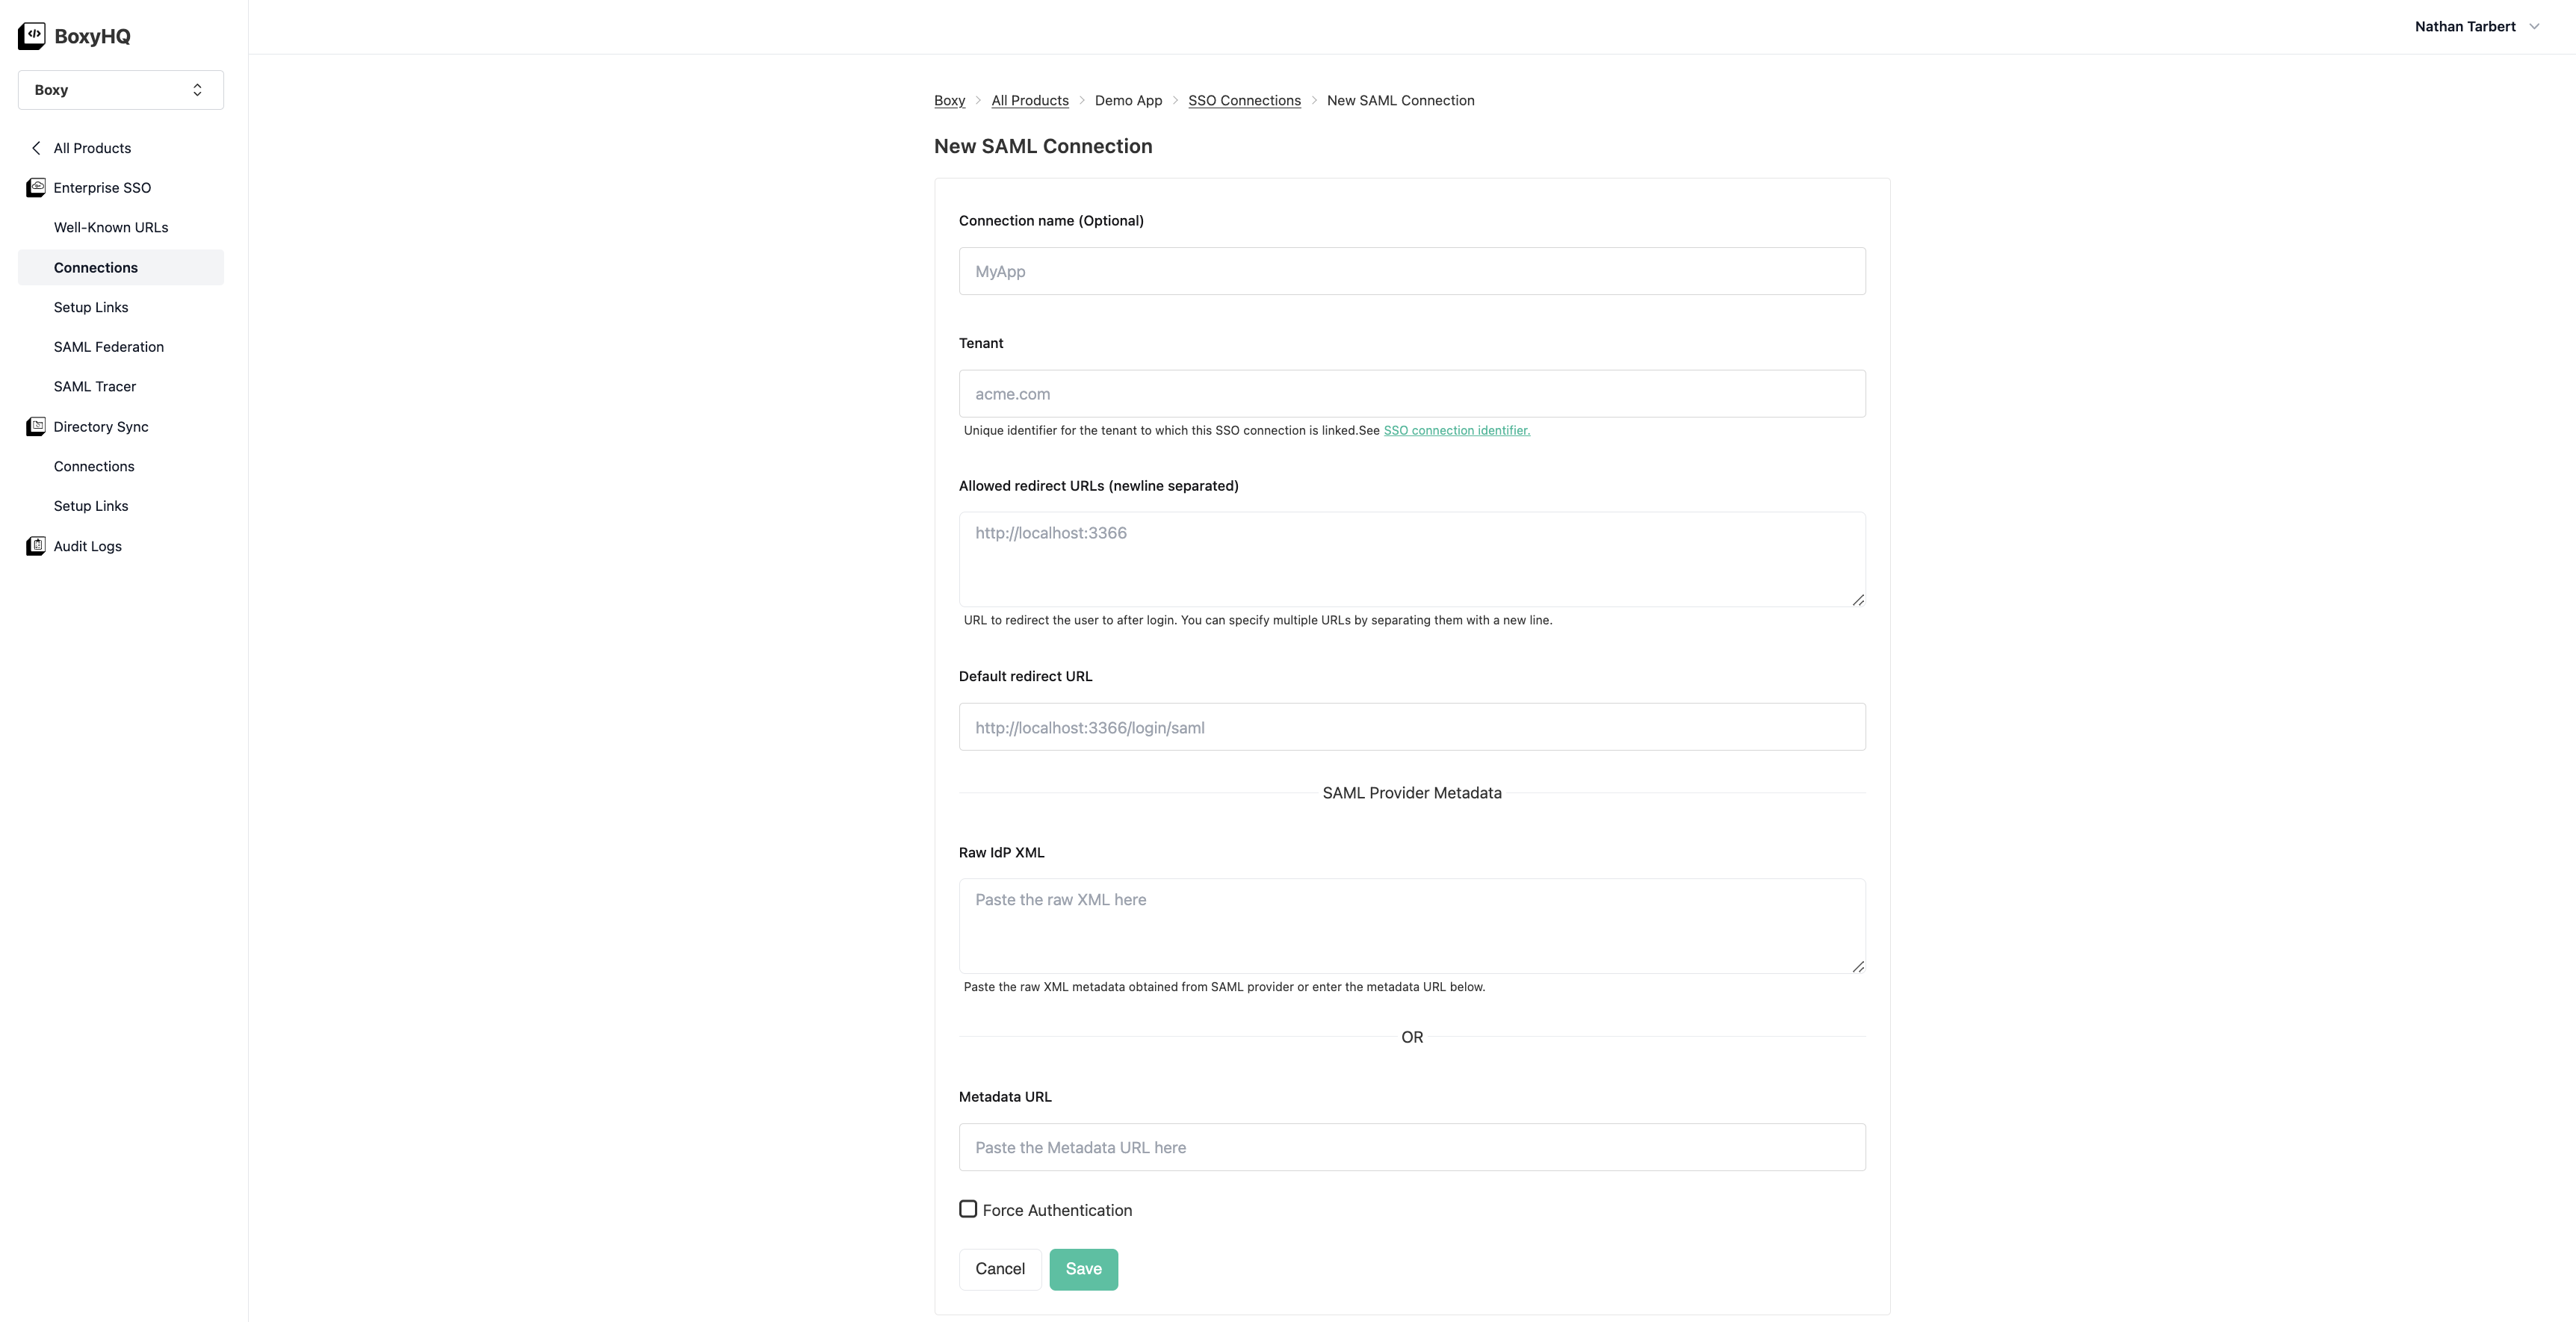 BoxyHQ
Boxy
All Products
Enterprise SSO
Well-Known URLs
Connections
Setup Links
SAML Federation
SAML Tracer
Directory Sync
Connections
Setup Links
Audit Logs
Nathan Tarbert
Boxy > All Products > Demo App > SSO Connections > New SAML Connection
New SAML Connection
Connection name (Optional)
MyApp
Tenant
acme.com
Unique identifier for the tenant to which this SSO connection is linked.See SSO connection identifier.
Allowed redirect URLs (newline separated)
http://localhost:3366
URL to redirect the user to after login. You can specify multiple URLs by separating them with a new line.
Default redirect URL
http://localhost:3366/login/saml
SAML Provider Metadata
Raw IdP XML
Paste the raw XML here
Paste the raw XML metadata obtained from SAML provider or enter the metadata URL below.
OR
Metadata URL
Paste the Metadata URL here
Force Authentication
Cancel Save